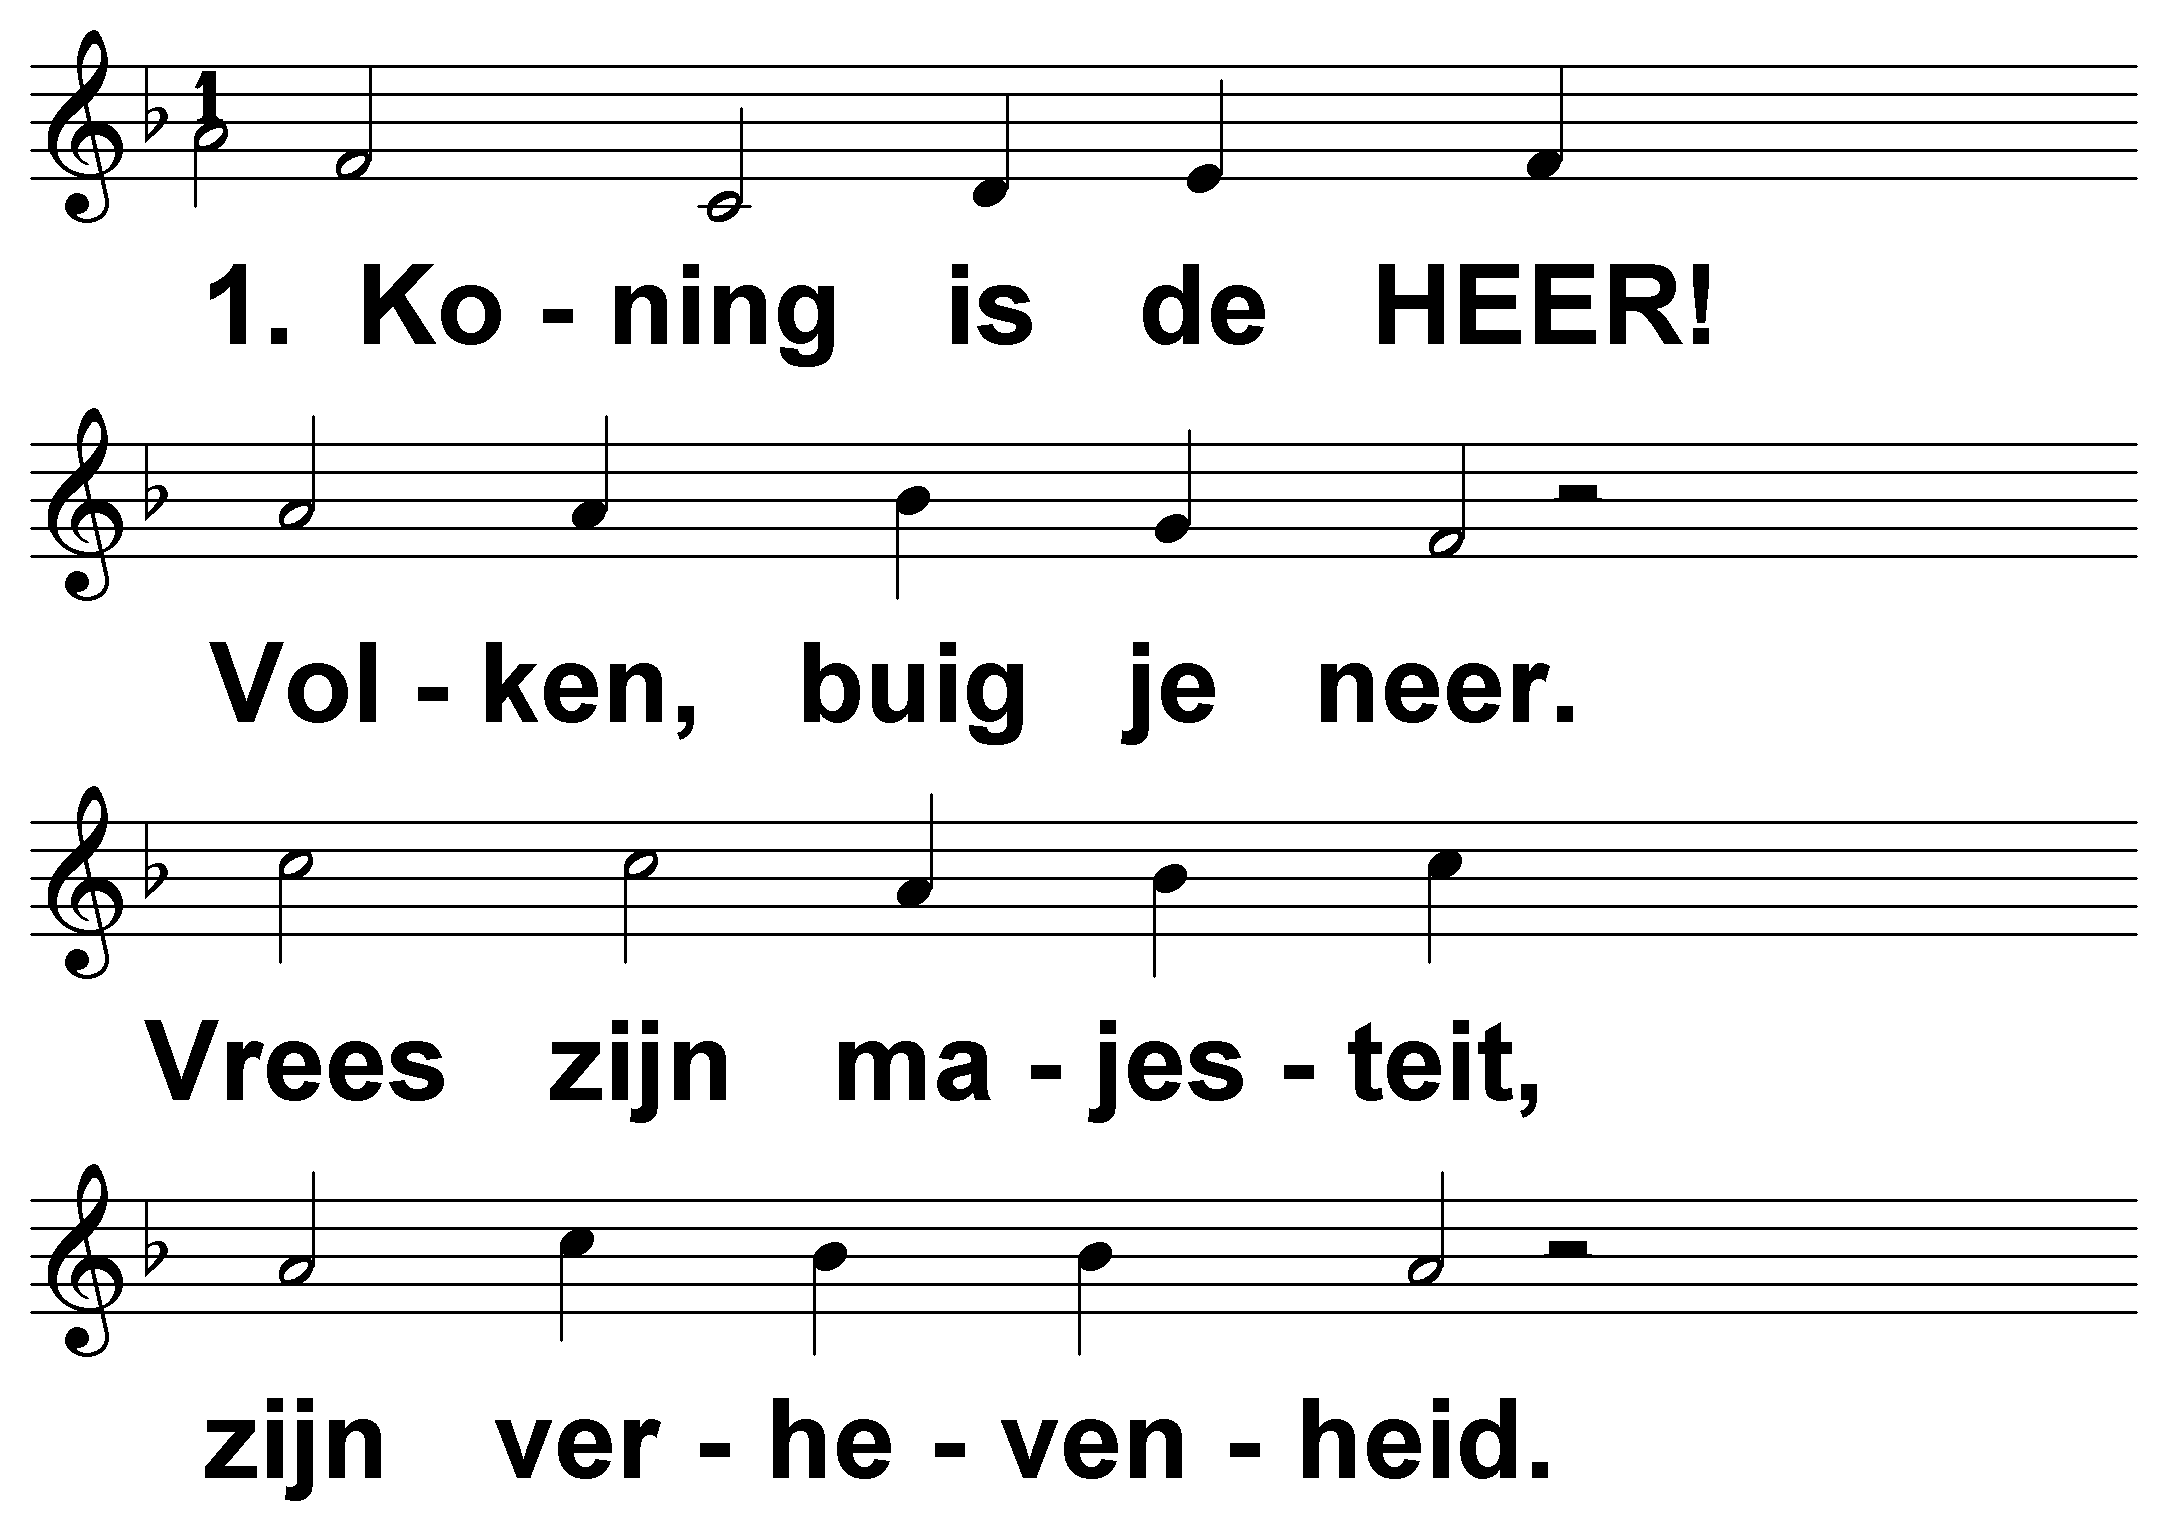 1
1. Ko - ning is de HEER!
Vol - ken, buig je neer.
Vrees zijn ma - jes - teit,
zijn ver - he - ven - heid.